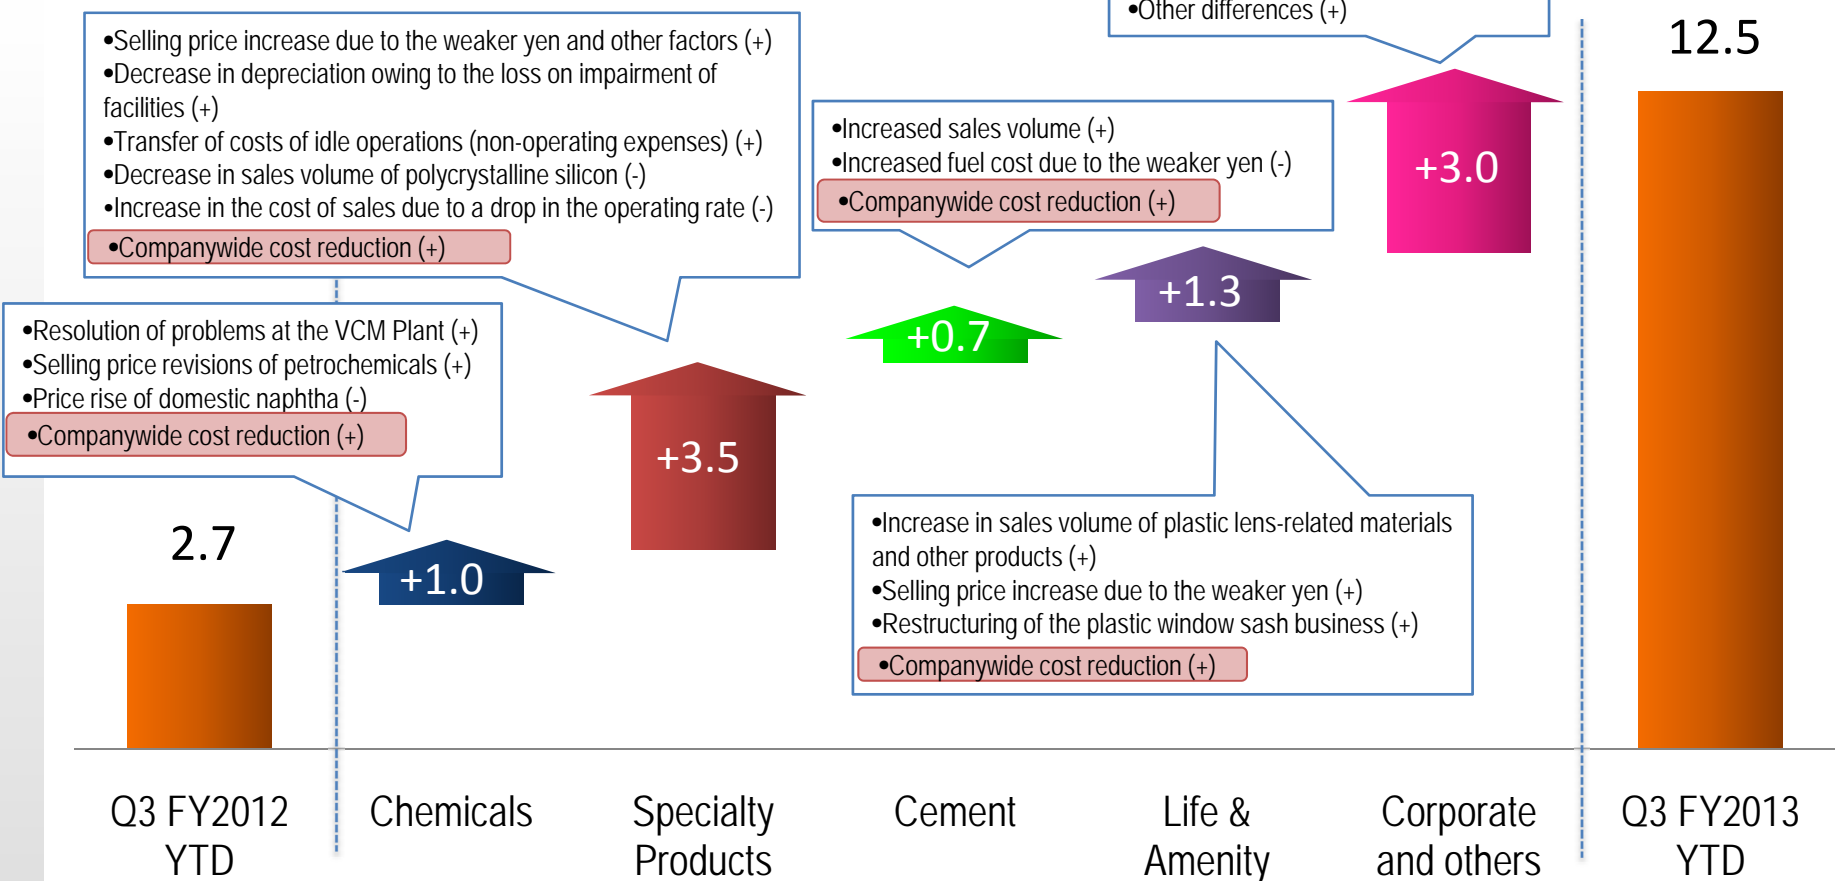 •Other differences (+)
12.5
•Selling price increase due to the weaker yen and other factors (+)
•Decrease in depreciation owing to the loss on impairment of
facilities (+)
•Transfer of costs of idle operations (non-operating expenses) (+)
•Decrease in sales volume of polycrystalline silicon (-)
•Increase in the cost of sales due to a drop in the operating rate (-)
•Companywide cost reduction (+)
•Increased sales volume (+)
•Increased fuel cost due to the weaker yen (-)
•Companywide cost reduction (+)
+3.0
+1.3
+0.7
•Resolution of problems at the VCM Plant (+)
•Selling price revisions of petrochemicals (+)
•Price rise of domestic naphtha (-)
•Companywide cost reduction (+)
+3.5
2.7
+1.0
•Increase in sales volume of plastic lens-related materials
and other products (+)
•Selling price increase due to the weaker yen (+)
•Restructuring of the plastic window sash business (+)
•Companywide cost reduction (+)
Q3 FY2012
YTD
Chemicals
Specialty
Products
Cement
Life &
Amenity
Corporate
and others
Q3 FY2013
YTD